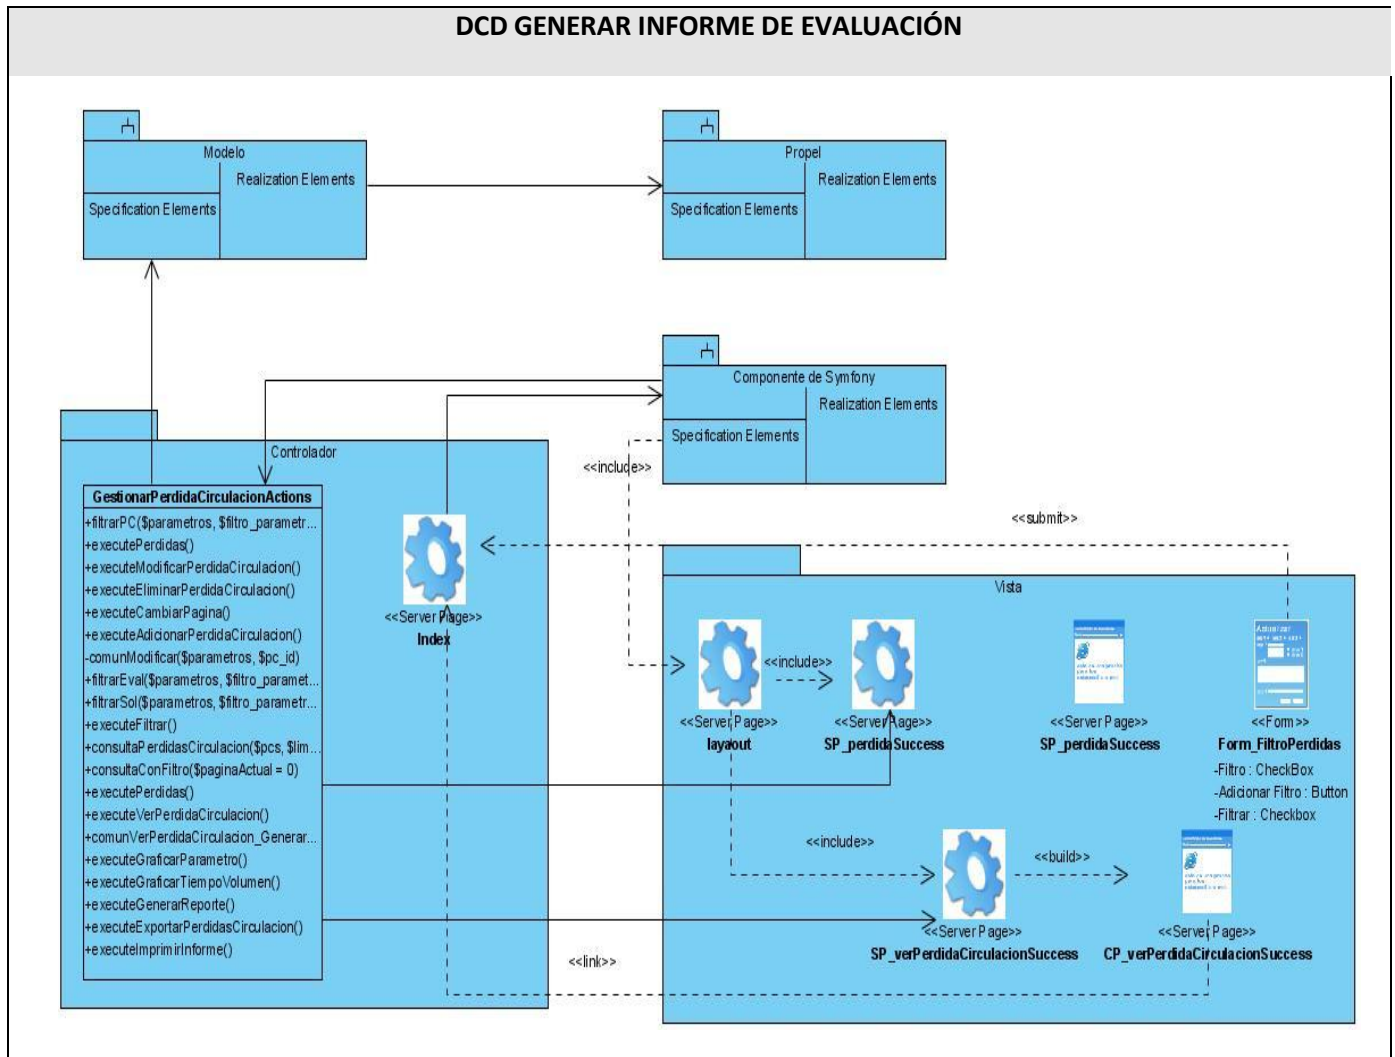 DCD GENERAR INFORME DE EVALUACIÓN
Modelo
Realization Elements
Specification Elements
Propel
Realization Elements
Specification Elements
Componente de Symfony
Realization Elements
Specification Elements
Controlador
<<include>>
GestionarPerdidaCirculacionActions
+filtrarPC($parametros, $filtro_parametr...
+executePerdidas()
+executeModificarPerdidaCirculacion()
+executeEliminarPerdidaCirculacion()
+executeCambiarPagina()
+executeAdicionarPerdidaCirculacion()
-comunModificar($parametros, $pc_id)
+filtrarEval($parametros, $filtro_paramet...
+filtrarSol($parametros, $filtro_parametr...
+executeFiltrar()
+consultaPerdidasCirculacion($pcs, $lim...
+consultaConFiltro($paginaActual = 0)
+executePerdidas()
+executeVerPerdidaCirculacion()
+comunVerPerdidaCirculacion_Generar...
+executeGraficarParametro()
+executeGraficarTiempoVolumen()
+executeGenerarReporte()
+executeExportarPerdidasCirculacion()
+executeImprimirInforme()
<<Server Page>>
Index
<<submit>>
Vista
<<include>>
<<Server Page>>
layaout
<<Server Page>>
SP_perdidaSuccess
<<Server Page>>
SP_perdidaSuccess
Actualizar
<<Form>>
Form_FiltroPerdidas
-Filtro : CheckBox
-Adicionar Filtro : Button
-Filtrar : Checkbox
<<include>>
<<build>>
<<Server Page>>
SP_verPerdidaCirculacionSuccess
<<Server Page>>
CP_verPerdidaCirculacionSuccess
<<link>>